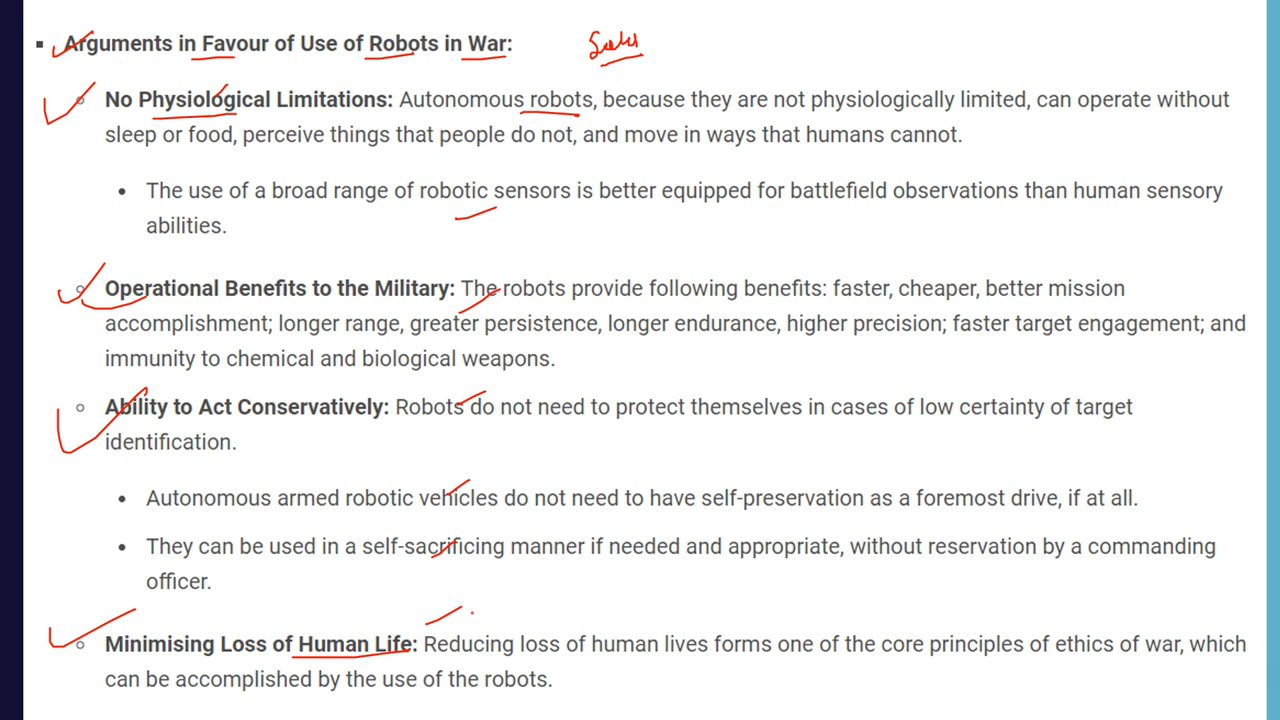 Arguments in Favour of Use of Robots in War:
No Physiological Limitations: Autonomous robots, because they are not physiologically limited, can operate without
sleep or food, perceive things that people do not, and move in ways that humans cannot.
The use of a broad range of robotic sensors is better equipped for battlefield observations than human sensory
abilities.
Operational Benefits to the Military: The robots provide following benefits: faster, cheaper, better mission
accomplishment; longer range, greater persistence, longer endurance, higher precision; faster target engagement; and
immunity to chemical and biological weapons.
Ability to Act Conservatively: Robots do not need to protect themselves in cases of low certainty of target
identification.
Autonomous armed robotic vehicles do not need to have self-preservation as a foremost drive, if at all.
They can be used in a self-sacrificing manner if needed and appropriate, without reservation by a commanding
officer.
Minimising Loss of Human Life: Reducing loss of human lives forms one of the core principles of ethics of war, which
can be accomplished by the use of the robots.